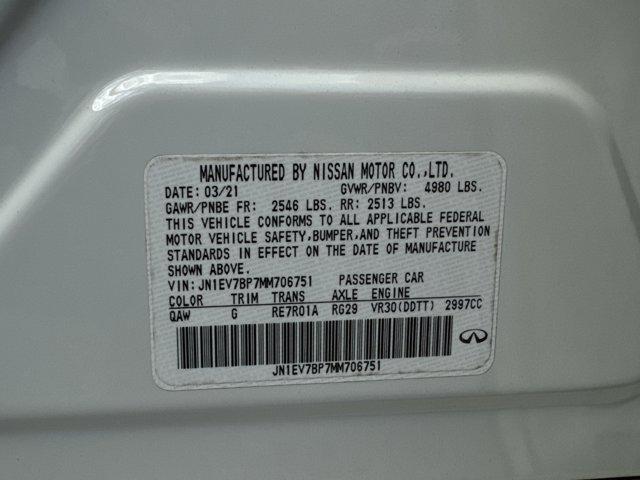 MANUFACTURED BY NISSAN MOTOR CO.,LTD.
DATE: 03/21 GVWR/PNBV: 4980 LBS.
GAWR/PNBE FR: 2546 LBS. RR: 2513 LBS.
THIS VEHICLE CONFORMS TO ALL APPLICABLE FEDERAL
MOTOR VEHICLE SAFETY,BUMPER,AND THEFT PREVENTION
STANDARDS IN EFFECT ON THE DATE OF MANUFACTURE
SHOWN ABOVE.
VIN: JN1EV7BP7MM706751 PASSENGER CAR
COLOR TRIM TRANS AXLE ENGINE
QAW G RE7R01A RG29 VR30(DDTT) 2997CC
JN1EV7BP7MM706751